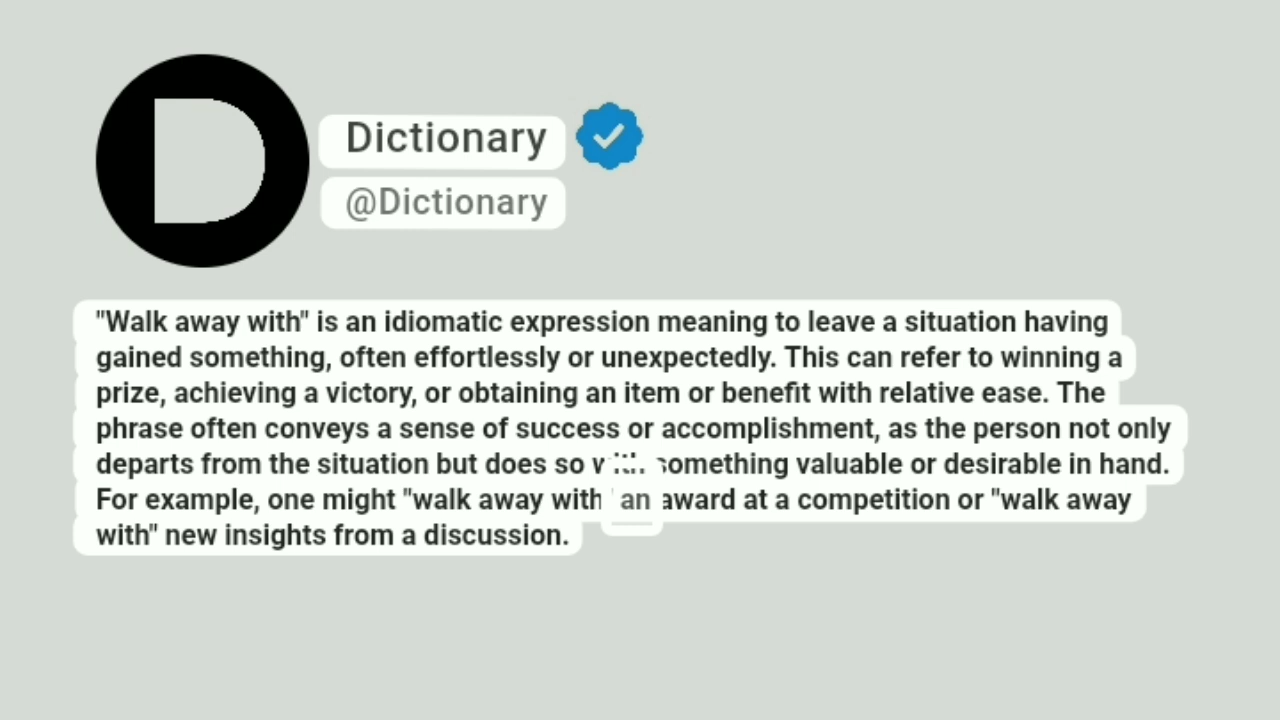 Dictionary
@Dictionary
"Walk away with" is an idiomatic expression meaning to leave a situation having
gained something, often effortlessly or unexpectedly. This can refer to winning a
prize, achieving a victory, or obtaining an item or benefit with relative ease. The
phrase often conveys a sense of success or accomplishment, as the person not only
departs from the situation but does so with something valuable or desirable in hand.
For example, one might "walk away with" an award at a competition or "walk away
with" new insights from a discussion.